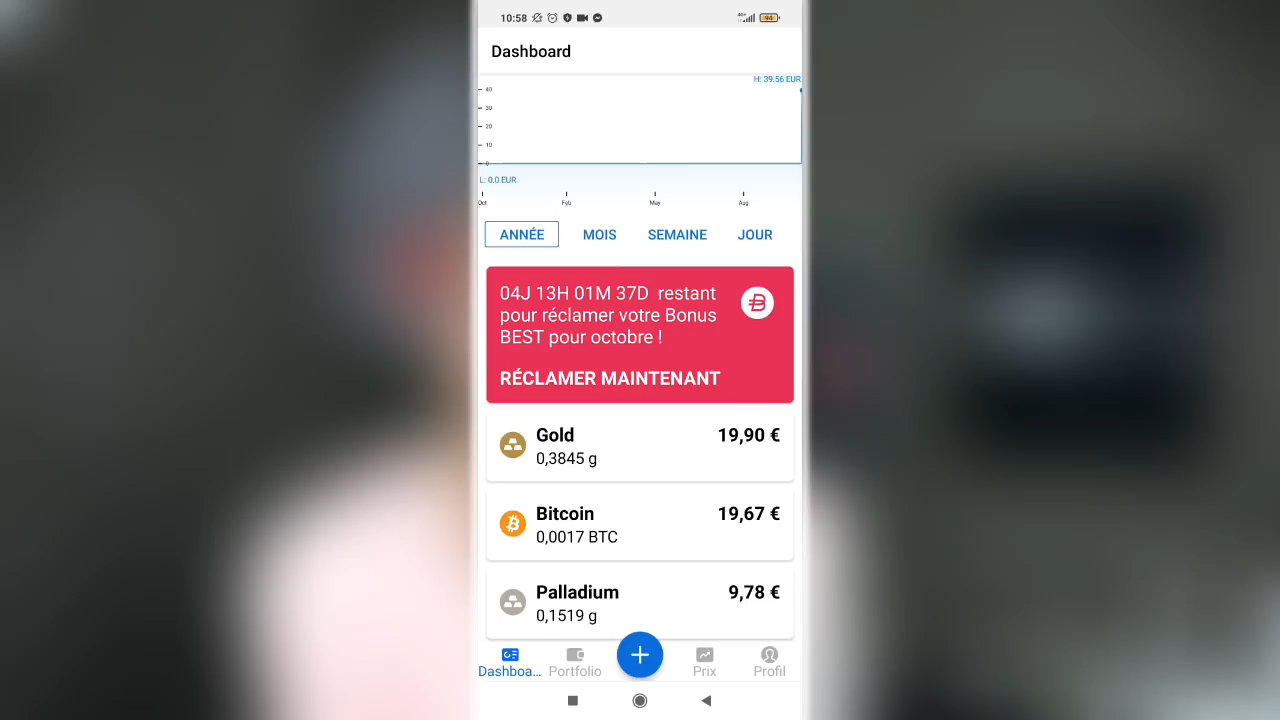 10:58
94
Dashboard
H: 39.56 EUR
40
30
20
10
0
L: 0.0 EUR
Oct
Feb
May
Aug
ANNÉE MOIS SEMAINE JOUR
04J 13H 01M 37D restant
pour réclamer votre Bonus
BEST pour octobre !
RÉCLAMER MAINTENANT
Gold 19,90 €
0,3845 g
Bitcoin 19,67 €
0,0017 BTC
Palladium 9,78 €
0,1519 g
Dashboa... Portfolio Prix Profil